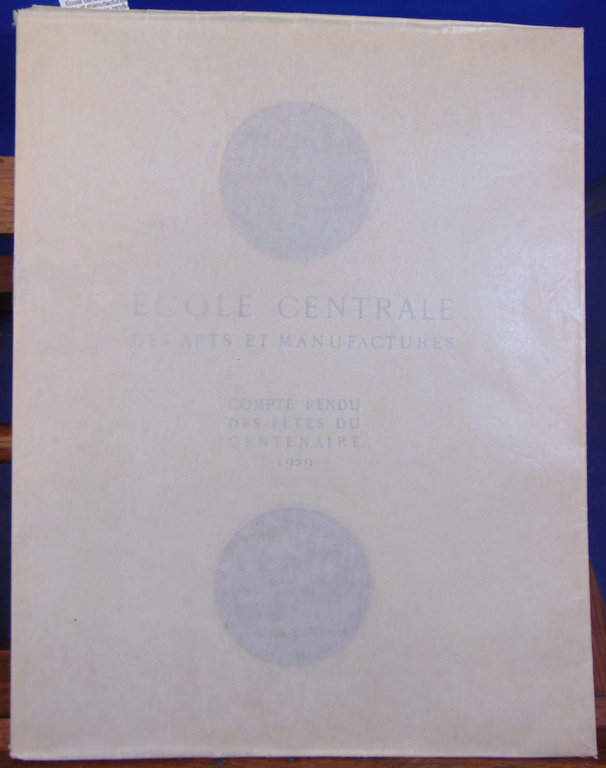 ECOLE CENTRALE
DES ARTS ET MANUFACTURES
COMPTE RENDU
DES FÊTES DU
CENTENAIRE
1929